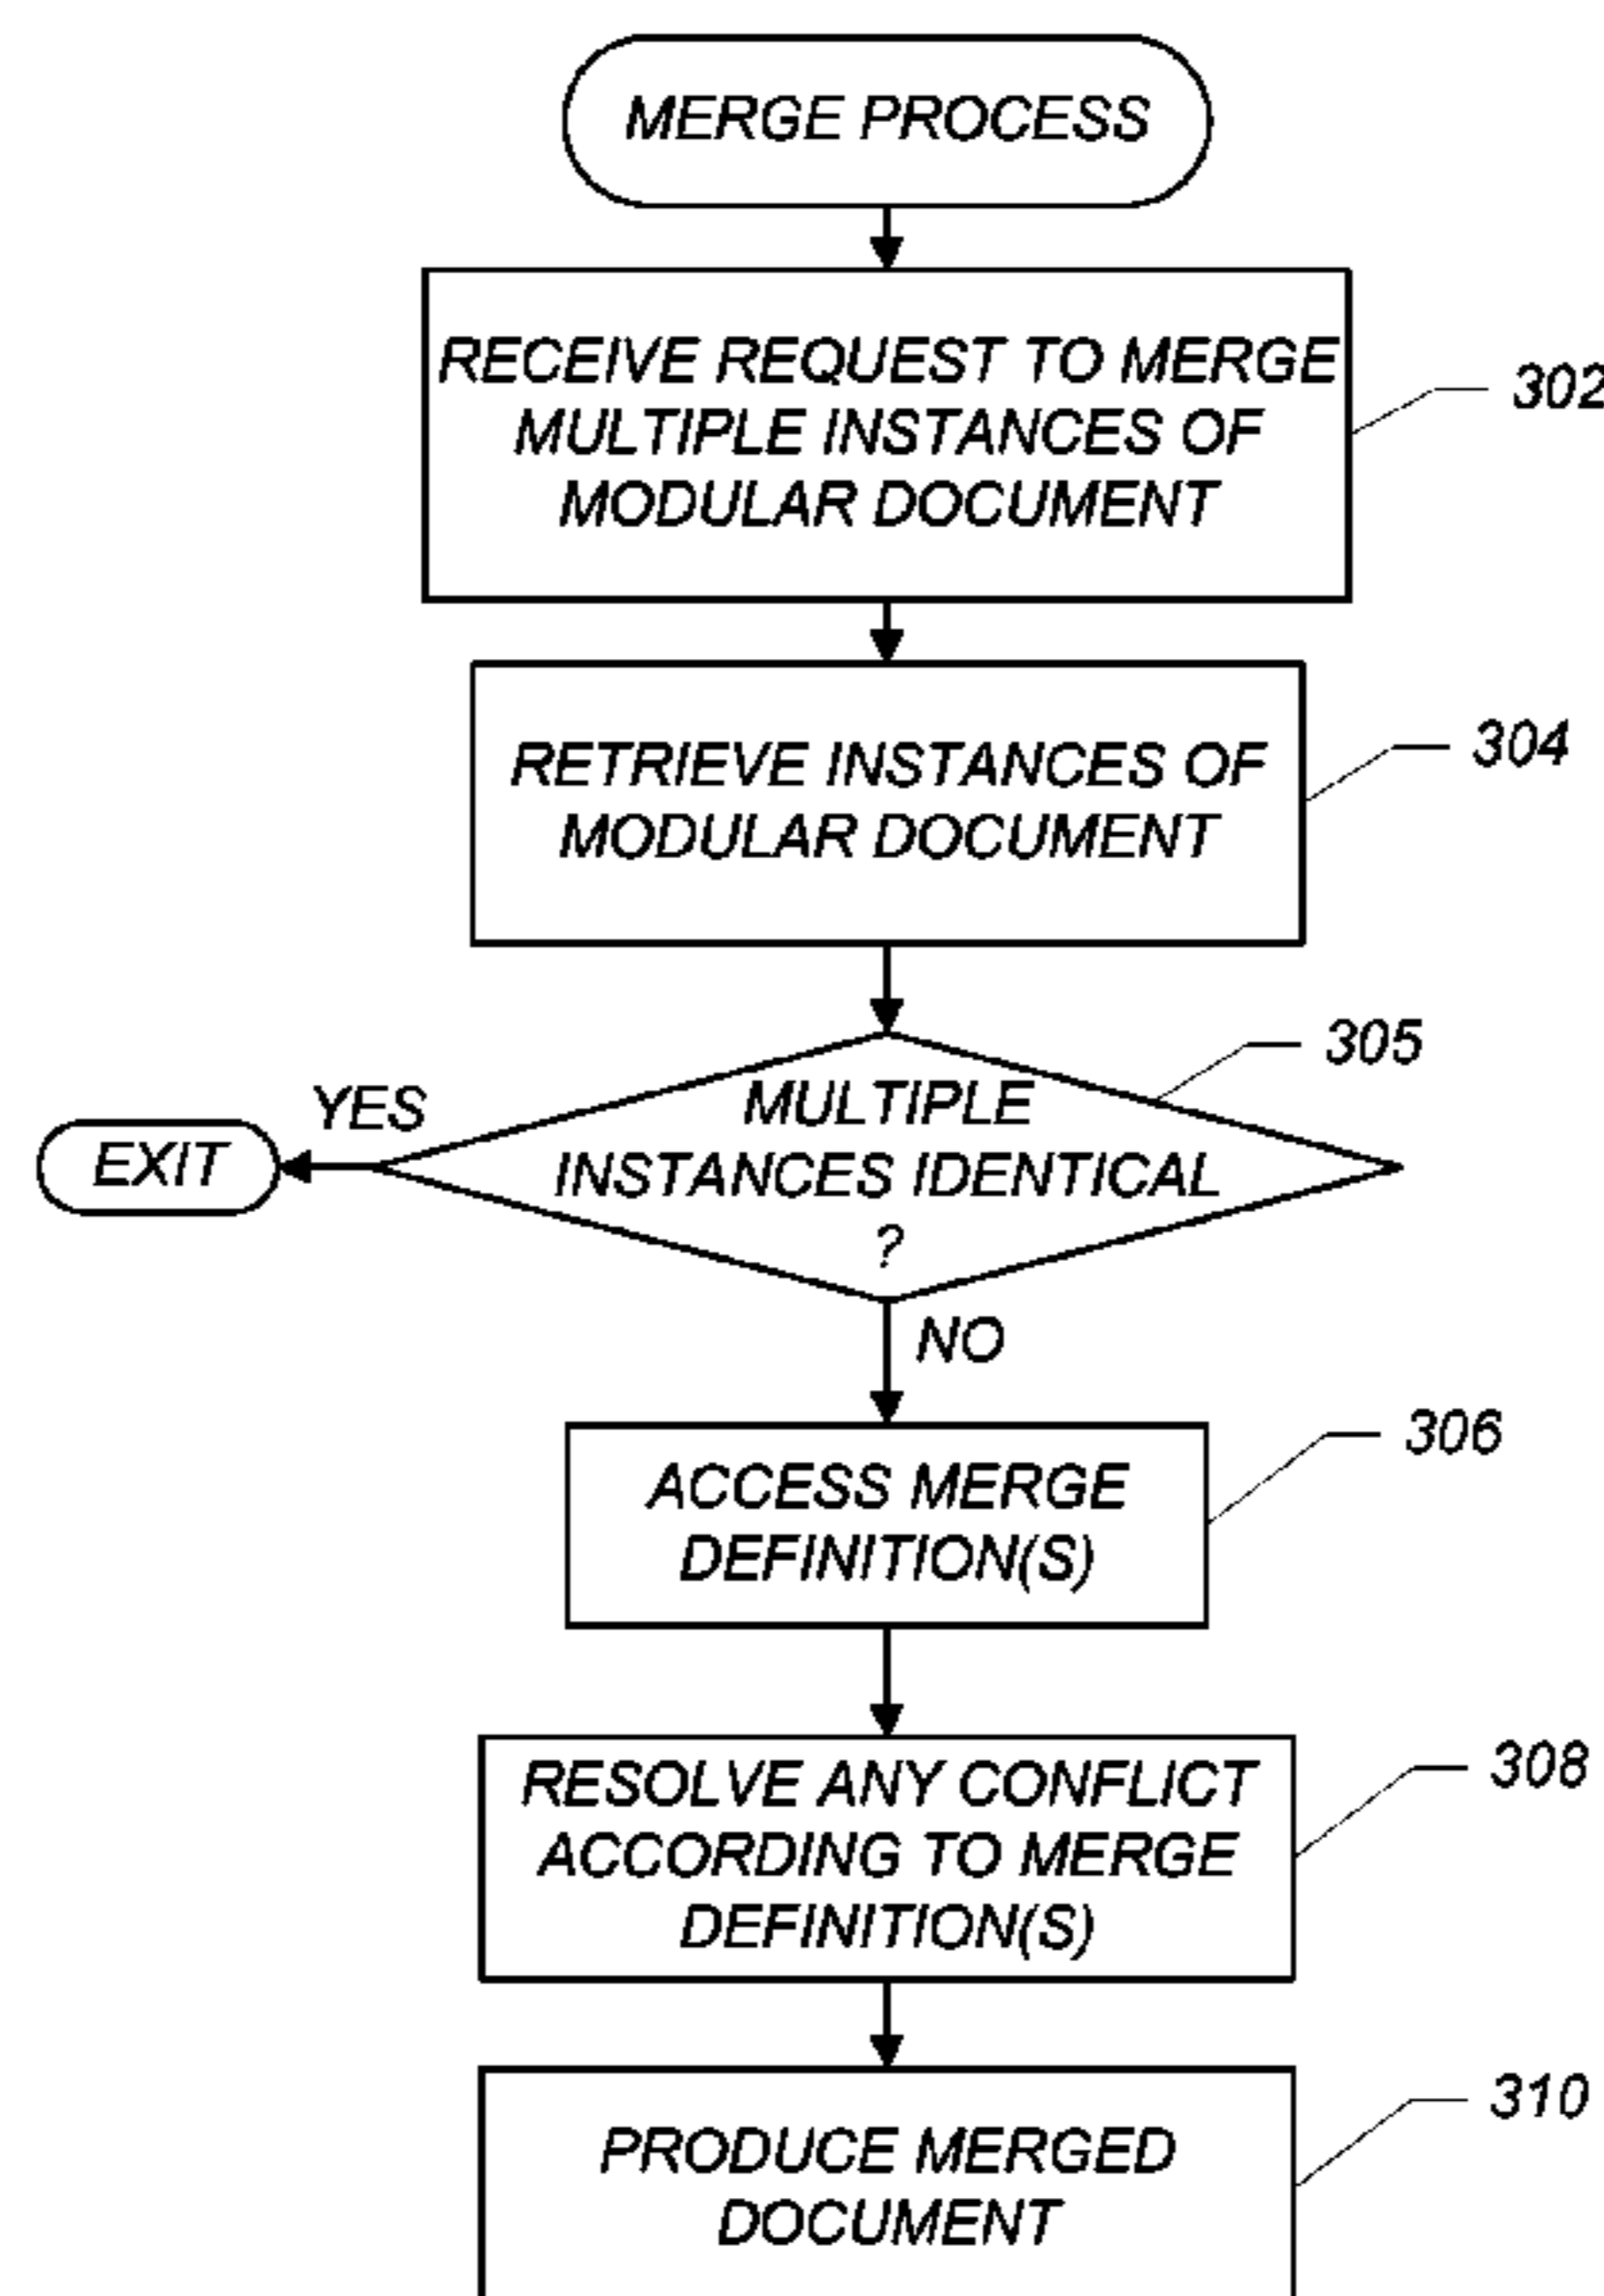 MERGE PROCESS
RECEIVE REQUEST TO MERGE
MULTIPLE INSTANCES OF
MODULAR DOCUMENT
302
RETRIEVE INSTANCES OF
MODULAR DOCUMENT
304
305
MULTIPLE
INSTANCES IDENTICAL
?
YES
EXIT
NO
ACCESS MERGE
DEFINITION(S)
306
RESOLVE ANY CONFLICT
ACCORDING TO MERGE
DEFINITION(S)
308
PRODUCE MERGED
DOCUMENT
310